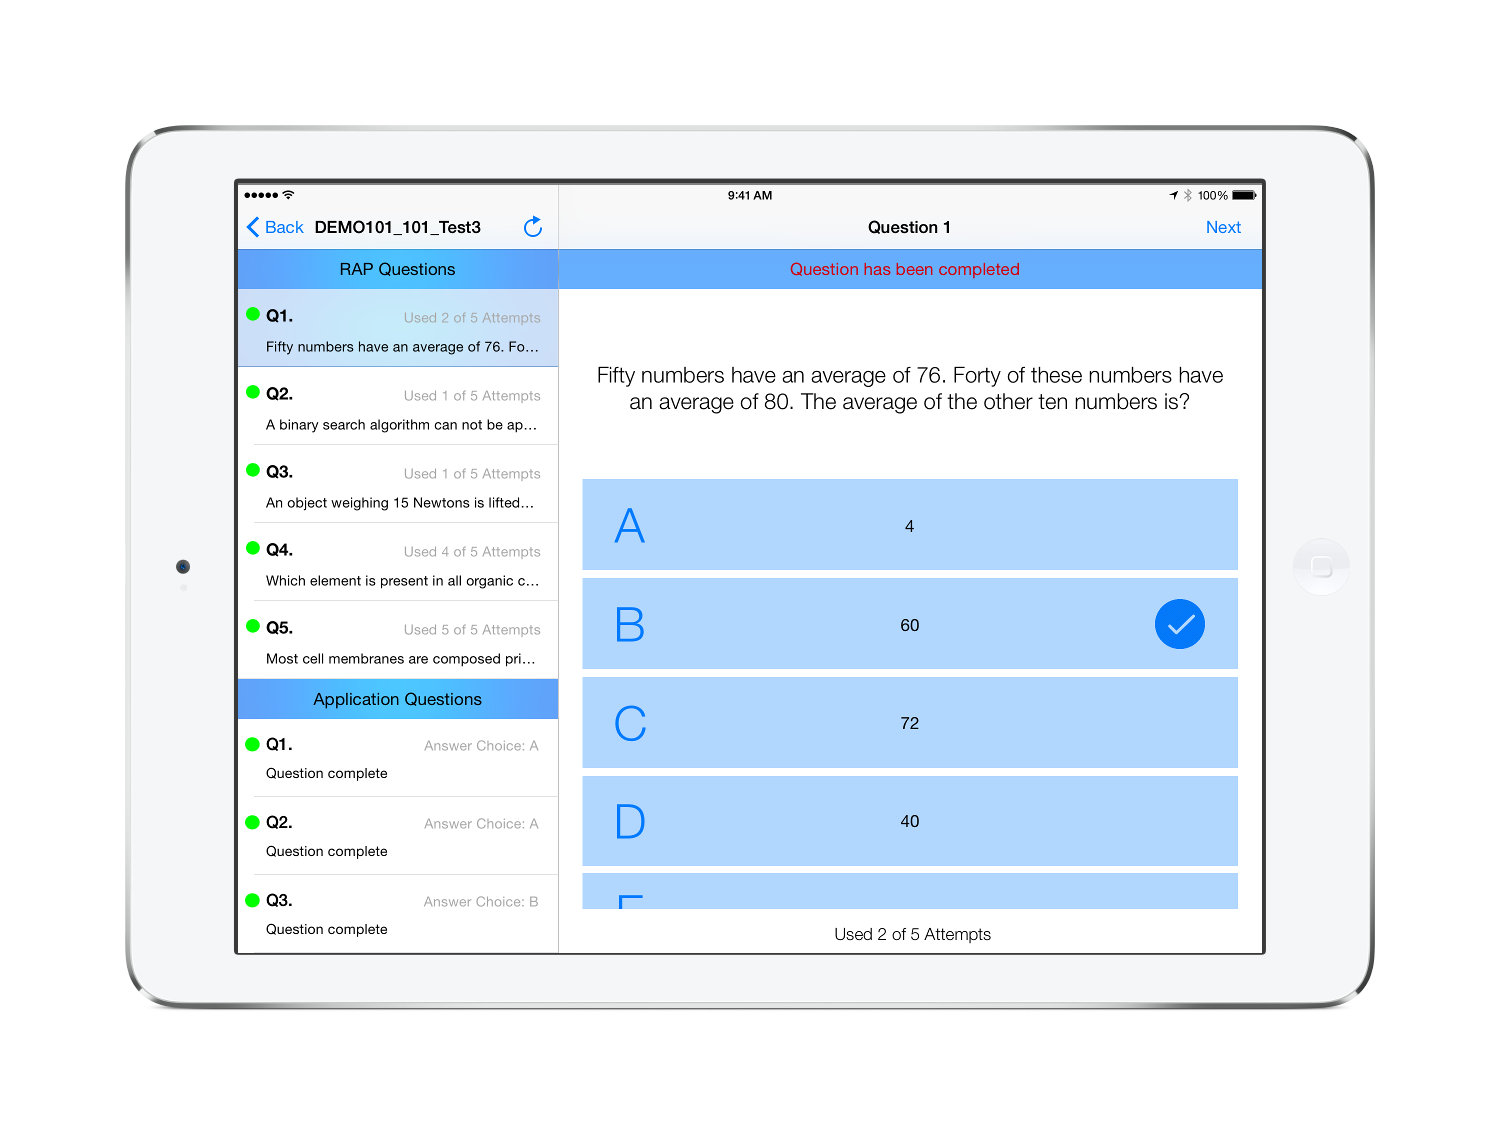 9:41 AM
100%
Back
DEMO101_101_Test3
Question 1
Next
RAP Questions
Question has been completed
Q1.
Used 2 of 5 Attempts
Fifty numbers have an average of 76. Fo...
Q2.
Used 1 of 5 Attempts
A binary search algorithm can not be ap...
Q3.
Used 1 of 5 Attempts
An object weighing 15 Newtons is lifted...
Q4.
Used 4 of 5 Attempts
Which element is present in all organic c...
Q5.
Used 5 of 5 Attempts
Most cell membranes are composed pri...
Application Questions
Q1.
Answer Choice: A
Question complete
Q2.
Answer Choice: A
Question complete
Q3.
Answer Choice: B
Question complete
Fifty numbers have an average of 76. Forty of these numbers have
an average of 80. The average of the other ten numbers is?
A
4
B
60
C
72
D
40
Used 2 of 5 Attempts